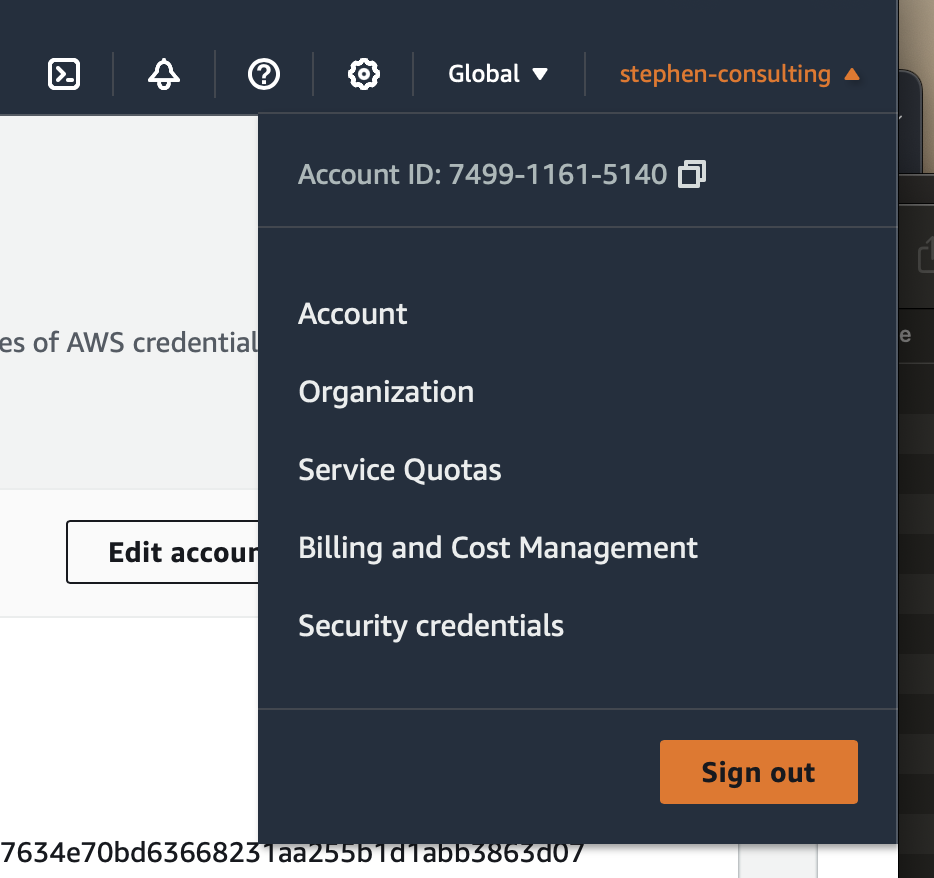 Global ▼ stephen-consulting ▲
Account ID: 7499-1161-5140
Account
es of AWS credential
Organization
Service Quotas
Edit accoun
Billing and Cost Management
Security credentials
Sign out
7634e70bd63668231aa255b1d1abb3863d07
e